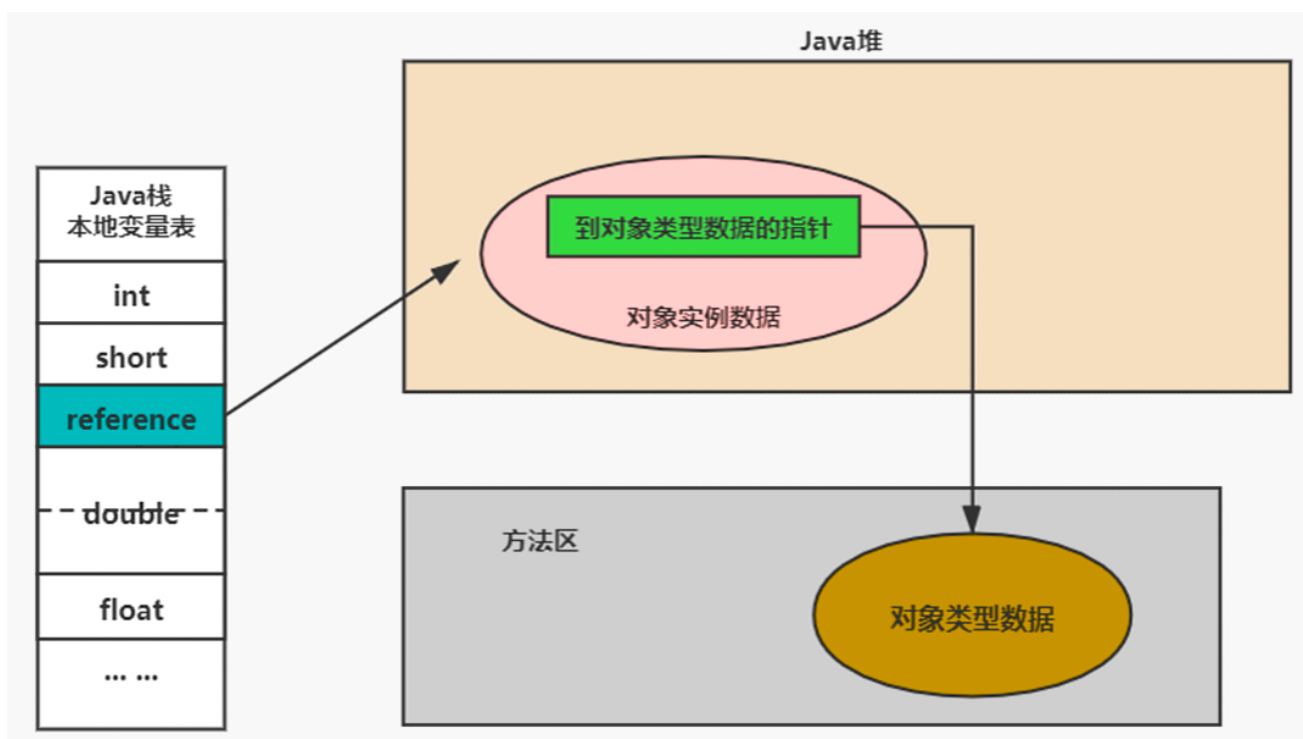 Java堆
Java栈
本地变量表
int
short
reference
double
float
... ...
到对象类型数据的指针
对象实例数据
方法区
对象类型数据